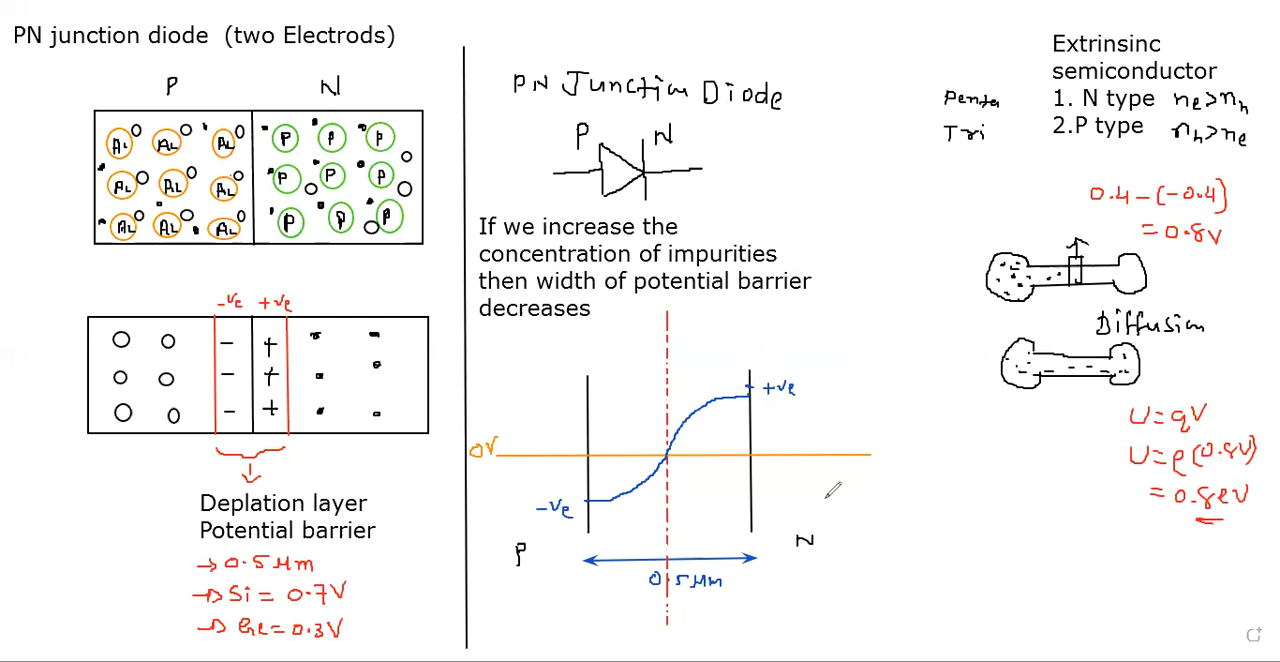 PN junction diode (two Electrods)
P N
AL AL AL P P P
AL AL AL P P P
AL AL AL P P P
-ve +ve
- +
- +
- +
Deplation layer
Potential barrier
→ 0.5 μm
→ Si = 0.7V
→ Ge = 0.3V
PN Junction Diode
P N
If we increase the
concentration of impurities
then width of potential barrier
decreases
+ve
0V
-ve
P N
0.5 μm
Extrinsinc
semiconductor
Penta 1. N type ne>nh
Tri 2.P type nh>ne
0.4-(-0.4)
= 0.8V
Diffusion
U=qV
U=e(0.8V)
= 0.8eV